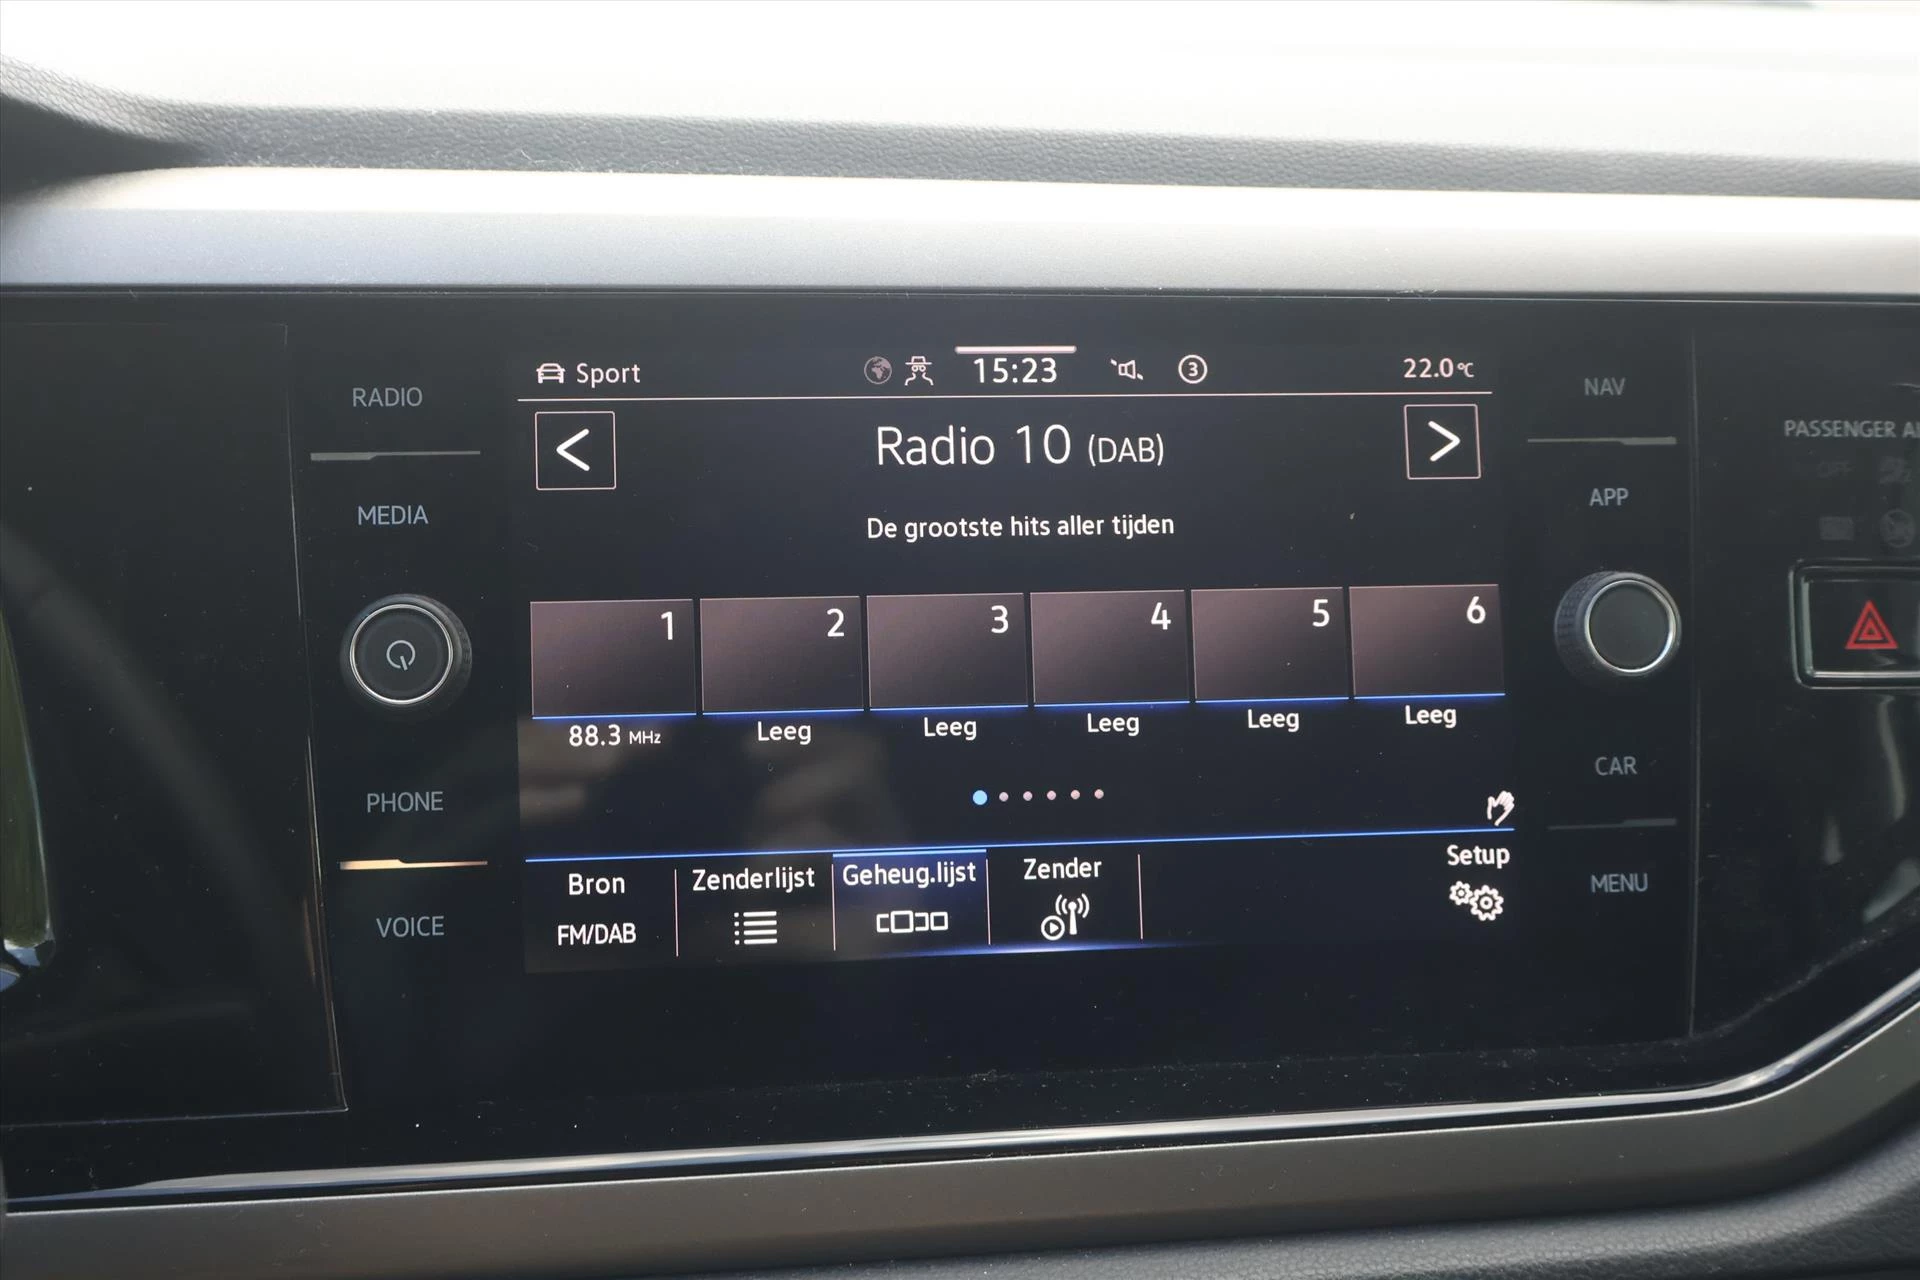 RADIO
MEDIA
PHONE
VOICE
Sport
15:23
3
22.0°C
<
Radio 10 (DAB)
>
De grootste hits aller tijden
1
2
3
4
5
6
88.3 MHz
Leeg
Leeg
Leeg
Leeg
Leeg
Bron
FM/DAB
Zenderlijst
Geheug.lijst
Zender
Setup
NAV
APP
CAR
MENU
PASSENGER
OFF